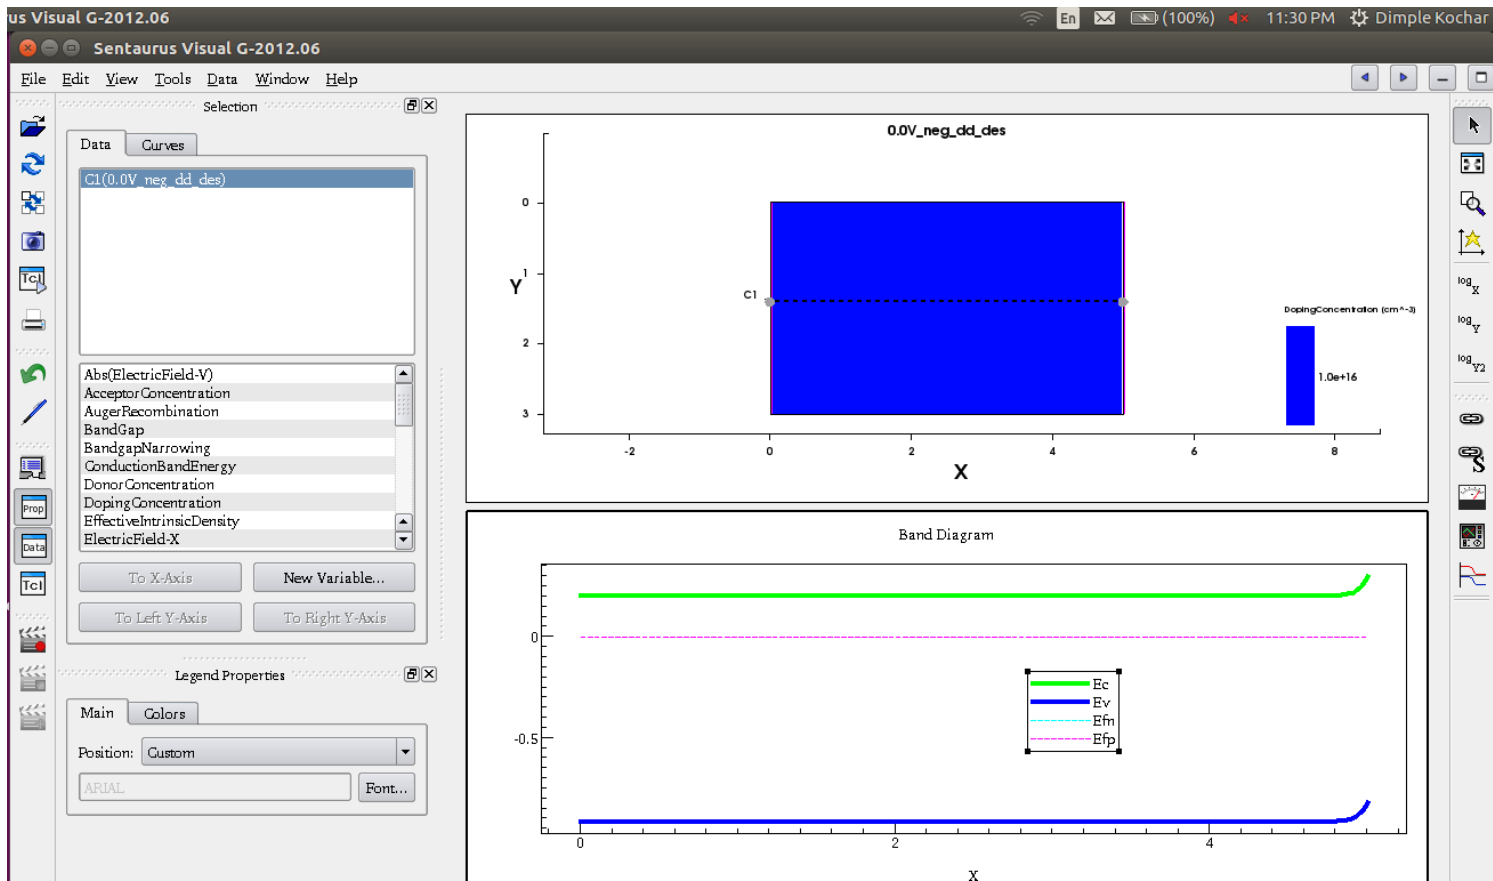 us Visual G-2012.06 En (100%) 11:30 PM Dimple Kochar
Sentaurus Visual G-2012.06
File Edit View Tools Data Window Help
Selection
Data Curves
C1(0.0V_neg_dd_des)
Abs(ElectricField-V)
AcceptorConcentration
AugerRecombination
BandGap
BandgapNarrowing
ConductionBandEnergy
DonorConcentration
DopingConcentration
EffectiveIntrinsicDensity
ElectricField-X
To X-Axis New Variable...
To Left Y-Axis To Right Y-Axis
Legend Properties
Main Colors
Position: Custom
ARIAL Font...
Tcl
Prop
Data
Tcl
0.0V_neg_dd_des
0
1
2
3
Y
C1
-2 0 2 4 6 8
X
DopingConcentration (cm^-3)
1.0e+16
Band Diagram
0
-0.5
Ec
Ev
Efn
Efp
0 2 4
X
log X
log Y
log Y2
S